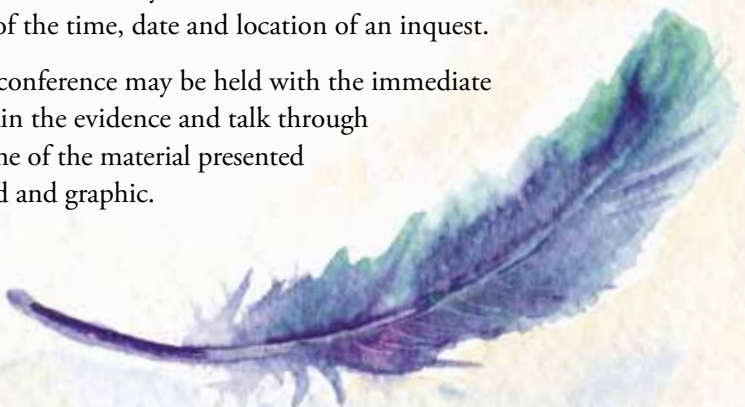 of the time, date and location of an inquest.
conference may be held with the immediate
in the evidence and talk through
of the material presented
and graphic.